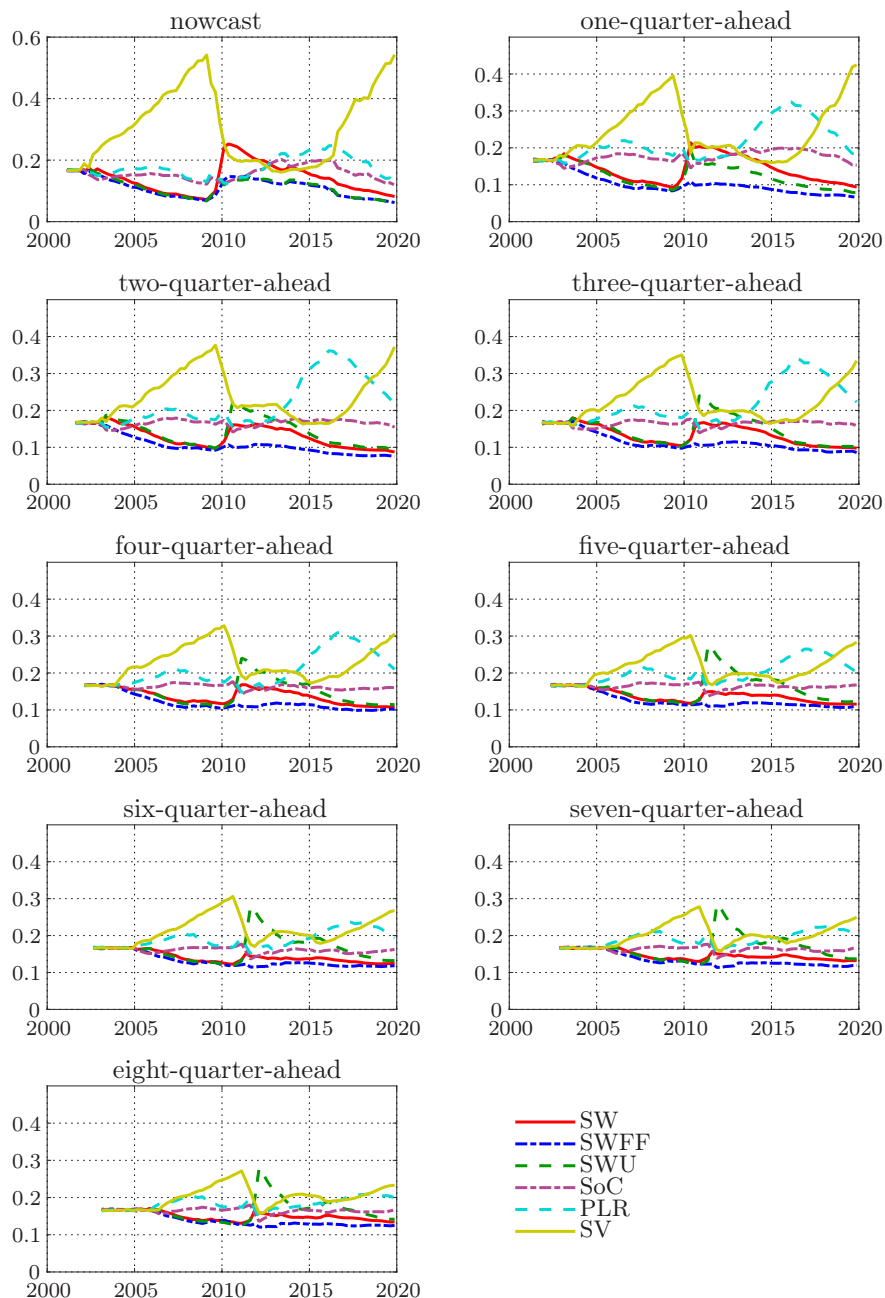 nowcast
0.6
0.4
0.2
0
2000 2005 2010 2015 2020
one-quarter-ahead
0.4
0.3
0.2
0.1
0
2000 2005 2010 2015 2020
two-quarter-ahead
0.4
0.3
0.2
0.1
0
2000 2005 2010 2015 2020
three-quarter-ahead
0.4
0.3
0.2
0.1
0
2000 2005 2010 2015 2020
four-quarter-ahead
0.4
0.3
0.2
0.1
0
2000 2005 2010 2015 2020
five-quarter-ahead
0.4
0.3
0.2
0.1
0
2000 2005 2010 2015 2020
six-quarter-ahead
0.4
0.3
0.2
0.1
0
2000 2005 2010 2015 2020
seven-quarter-ahead
0.4
0.3
0.2
0.1
0
2000 2005 2010 2015 2020
eight-quarter-ahead
0.4
0.3
0.2
0.1
0
2000 2005 2010 2015 2020
SW
SWFF
SWU
SoC
PLR
SV